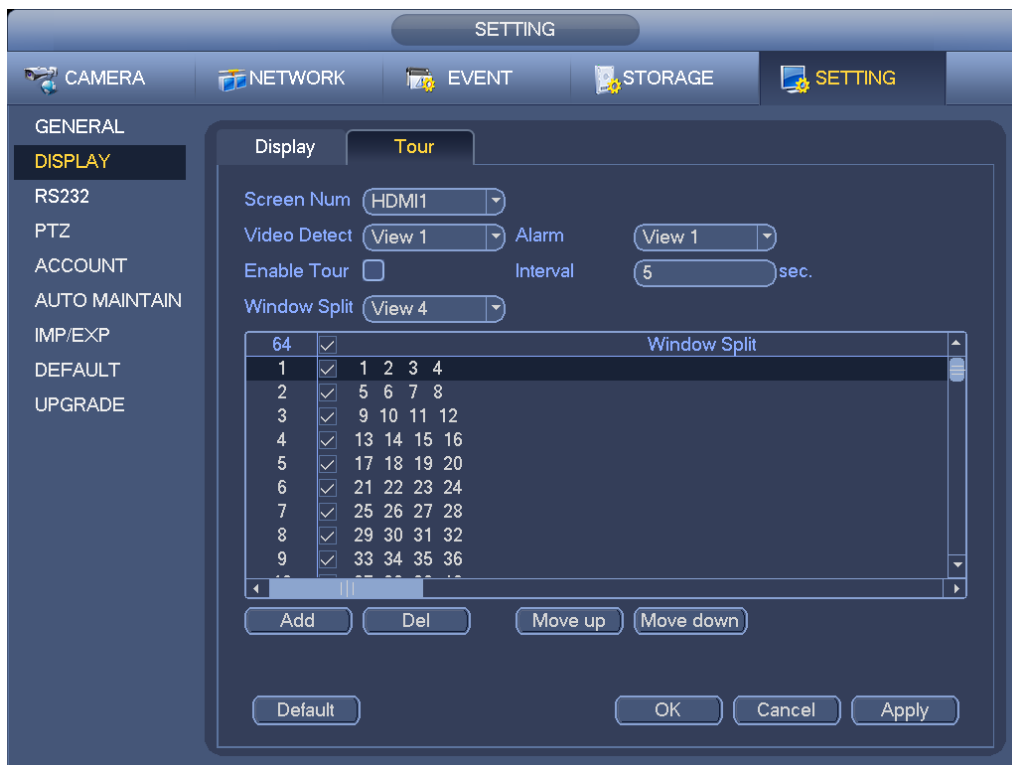 SETTING
CAMERA NETWORK EVENT STORAGE SETTING
GENERAL
DISPLAY
RS232
PTZ
ACCOUNT
AUTO MAINTAIN
IMP/EXP
DEFAULT
UPGRADE
Display Tour
Screen Num HDMI1
Video Detect View 1 Alarm View 1
Enable Tour Interval 5 sec.
Window Split View 4
64 Window Split
1 1 2 3 4
2 5 6 7 8
3 9 10 11 12
4 13 14 15 16
5 17 18 19 20
6 21 22 23 24
7 25 26 27 28
8 29 30 31 32
9 33 34 35 36
Add Del Move up Move down
Default OK Cancel Apply